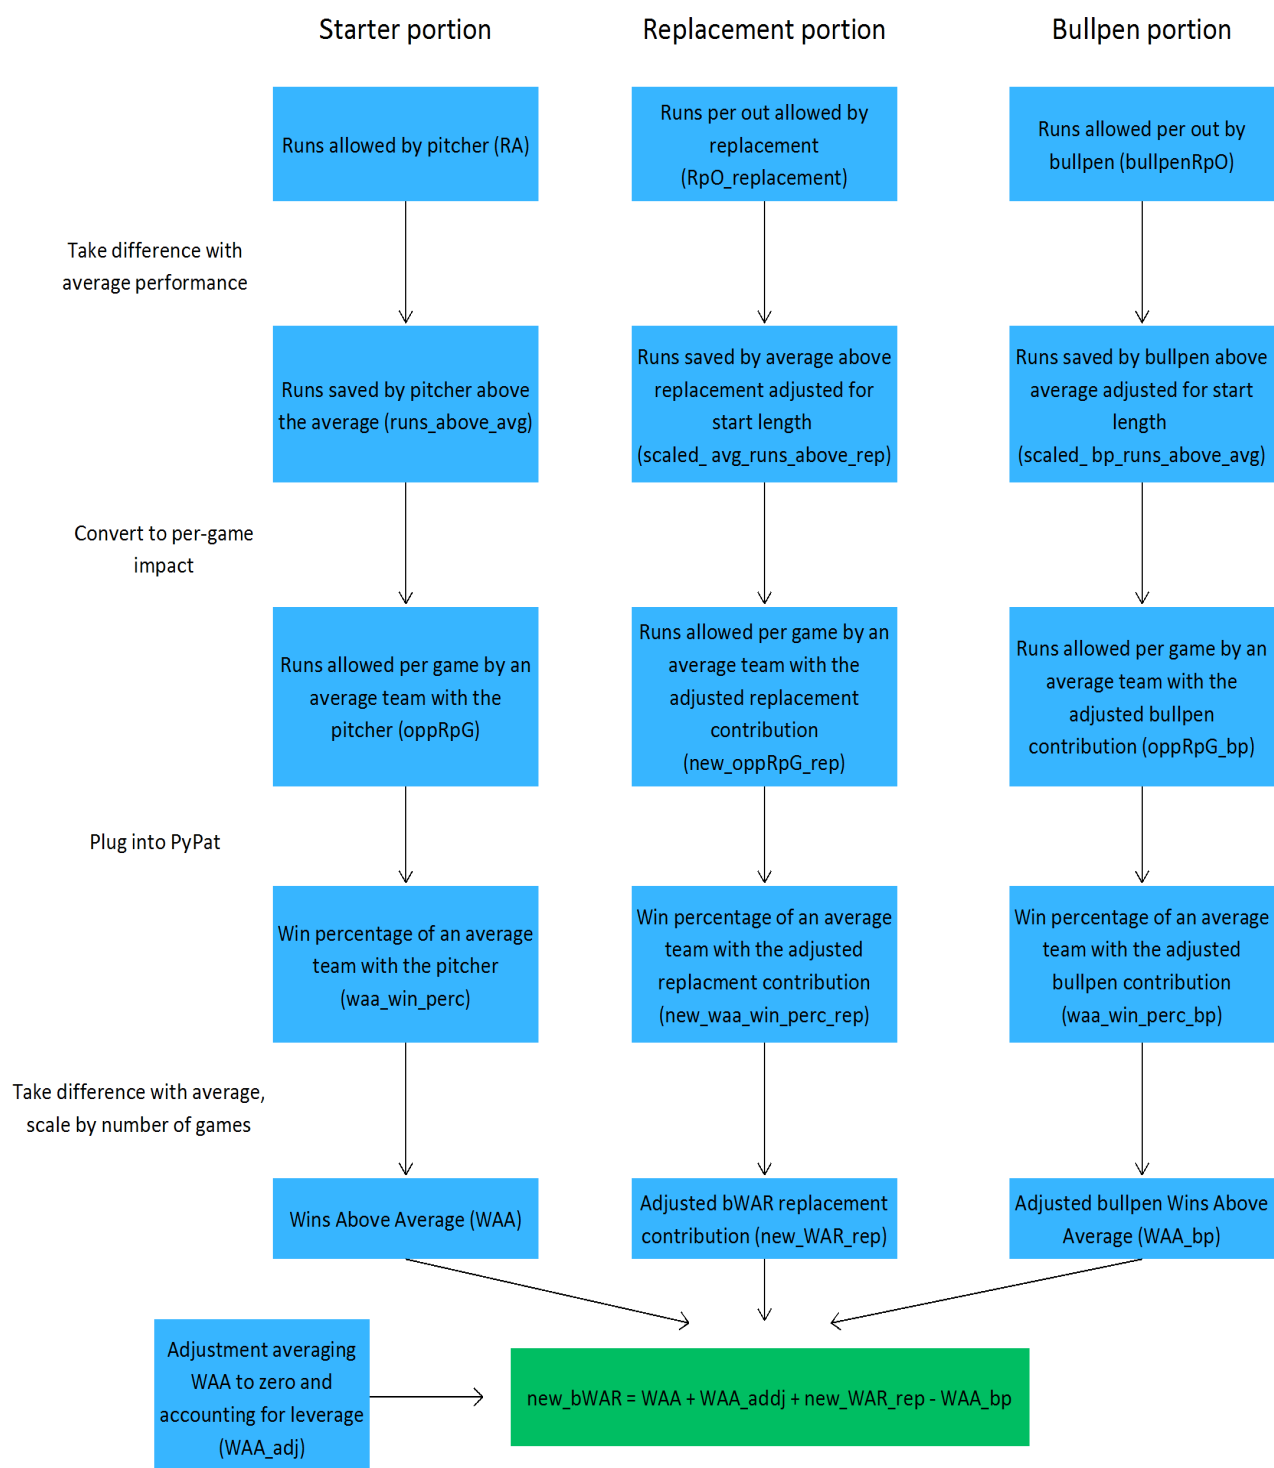 Starter portion
Replacement portion
Bullpen portion
Runs allowed by pitcher (RA)
Runs per out allowed by
replacement
(RpO_replacement)
Runs allowed per out by
bullpen (bullpenRpO)
Take difference with
average performance
Runs saved by pitcher above
the average (runs_above_avg)
Runs saved by average above
replacement adjusted for
start length
(scaled_ avg_runs_above_rep)
Runs saved by bullpen above
average adjusted for start
length
(scaled_ bp_runs_above_avg)
Convert to per-game
impact
Runs allowed per game by an
average team with the
pitcher (oppRpG)
Runs allowed per game by an
average team with the
adjusted replacement
contribution
(new_oppRpG_rep)
Runs allowed per game by an
average team with the
adjusted bullpen
contribution (oppRpG_bp)
Plug into PyPat
Win percentage of an average
team with the pitcher
(waa_win_perc)
Win percentage of an average
team with the adjusted
replacment contribution
(new_waa_win_perc_rep)
Win percentage of an average
team with the adjusted
bullpen contribution
(waa_win_perc_bp)
Take difference with average,
scale by number of games
Wins Above Average (WAA)
Adjusted bWAR replacement
contribution (new_WAR_rep)
Adjusted bullpen Wins Above
Average (WAA_bp)
Adjustment averaging
WAA to zero and
accounting for leverage
(WAA_adj)
new_bWAR = WAA + WAA_addj + new_WAR_rep - WAA_bp